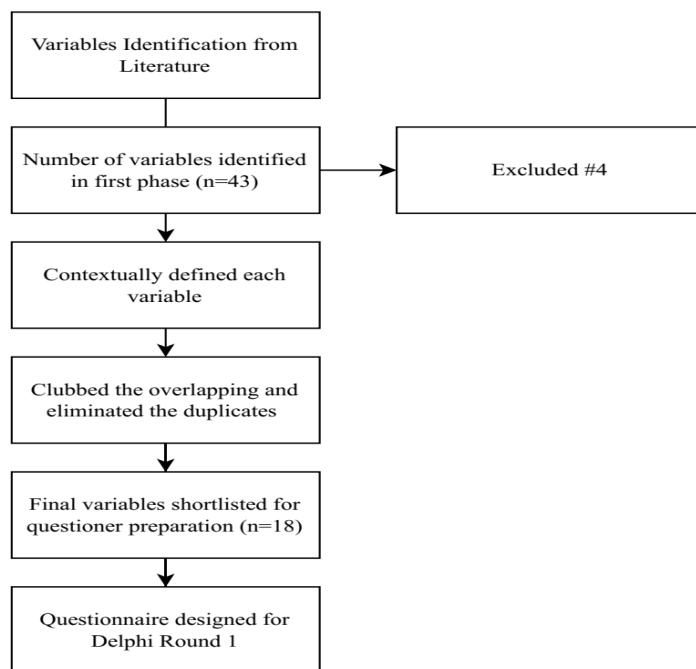 Variables Identification from
Literature
Number of variables identified
in first phase (n=43)
Excluded #4
Contextually defined each
variable
Clubbed the overlapping and
eliminated the duplicates
Final variables shortlisted for
questioner preparation (n=18)
Questionnaire designed for
Delphi Round 1